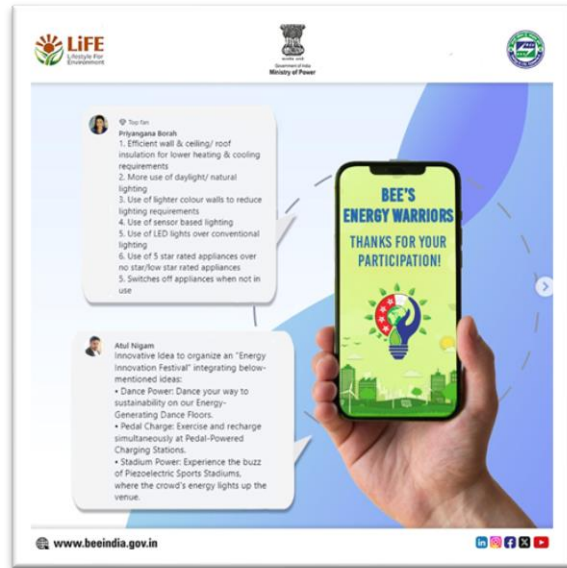 LiFE
Lifestyle For
Environment
Government of India
Ministry of Power
Top fan
Priyangana Borah
1. Efficient wall & ceiling/ roof
insulation for lower heating & cooling
requirements
2. More use of daylight/ natural
lighting
3. Use of lighter colour walls to reduce
lighting requirements
4. Use of sensor based lighting
5. Use of LED lights over conventional
lighting
6. Use of 5 star rated appliances over
no star/low star rated appliances
5. Switches off appliances when not in
use
BEE'S
ENERGY WARRIORS
THANKS FOR YOUR
PARTICIPATION!
Atul Nigam
Innovative Idea to organize an "Energy
Innovation Festival" integrating below-
mentioned ideas:
• Dance Power: Dance your way to
sustainability on our Energy-
Generating Dance Floors.
• Pedal Charge: Exercise and recharge
simultaneously at Pedal-Powered
Charging Stations.
• Stadium Power: Experience the buzz
of Piezoelectric Sports Stadiums,
where the crowd's energy lights up the
venue.
www.beeindia.gov.in